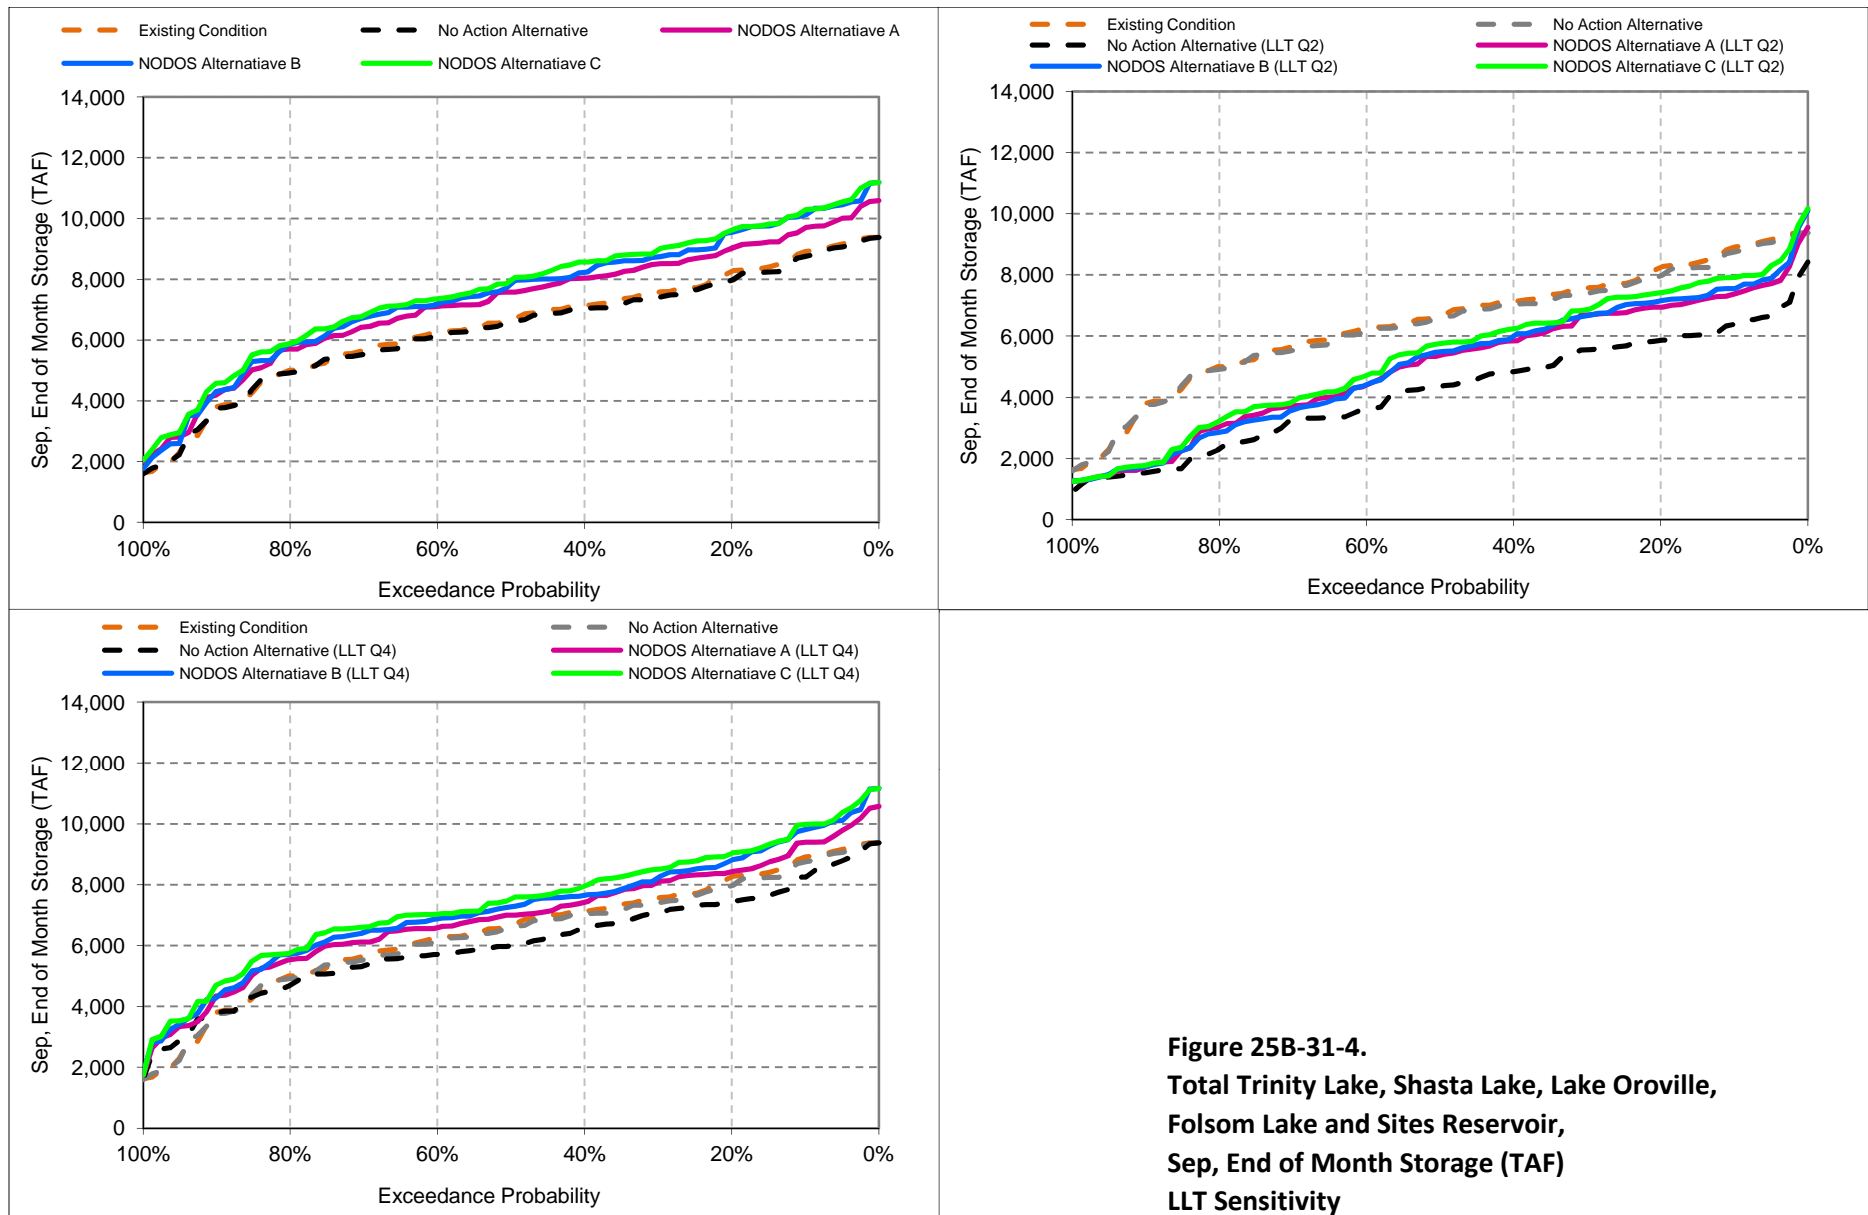 Existing Condition No Action Alternative NODOS Alternatiave A
NODOS Alternatiave B NODOS Alternatiave C
14,000
12,000
10,000
8,000
6,000
4,000
2,000
0
Sep, End of Month Storage (TAF)
100% 80% 60% 40% 20% 0%
Exceedance Probability
Existing Condition No Action Alternative
No Action Alternative (LLT Q2) NODOS Alternatiave A (LLT Q2)
NODOS Alternatiave B (LLT Q2) NODOS Alternatiave C (LLT Q2)
14,000
12,000
10,000
8,000
6,000
4,000
2,000
0
Sep, End of Month Storage (TAF)
100% 80% 60% 40% 20% 0%
Exceedance Probability
Existing Condition No Action Alternative
No Action Alternative (LLT Q4) NODOS Alternatiave A (LLT Q4)
NODOS Alternatiave B (LLT Q4) NODOS Alternatiave C (LLT Q4)
14,000
12,000
10,000
8,000
6,000
4,000
2,000
0
Sep, End of Month Storage (TAF)
100% 80% 60% 40% 20% 0%
Exceedance Probability
Figure 25B-31-4.
Total Trinity Lake, Shasta Lake, Lake Oroville,
Folsom Lake and Sites Reservoir,
Sep, End of Month Storage (TAF)
LLT Sensitivity